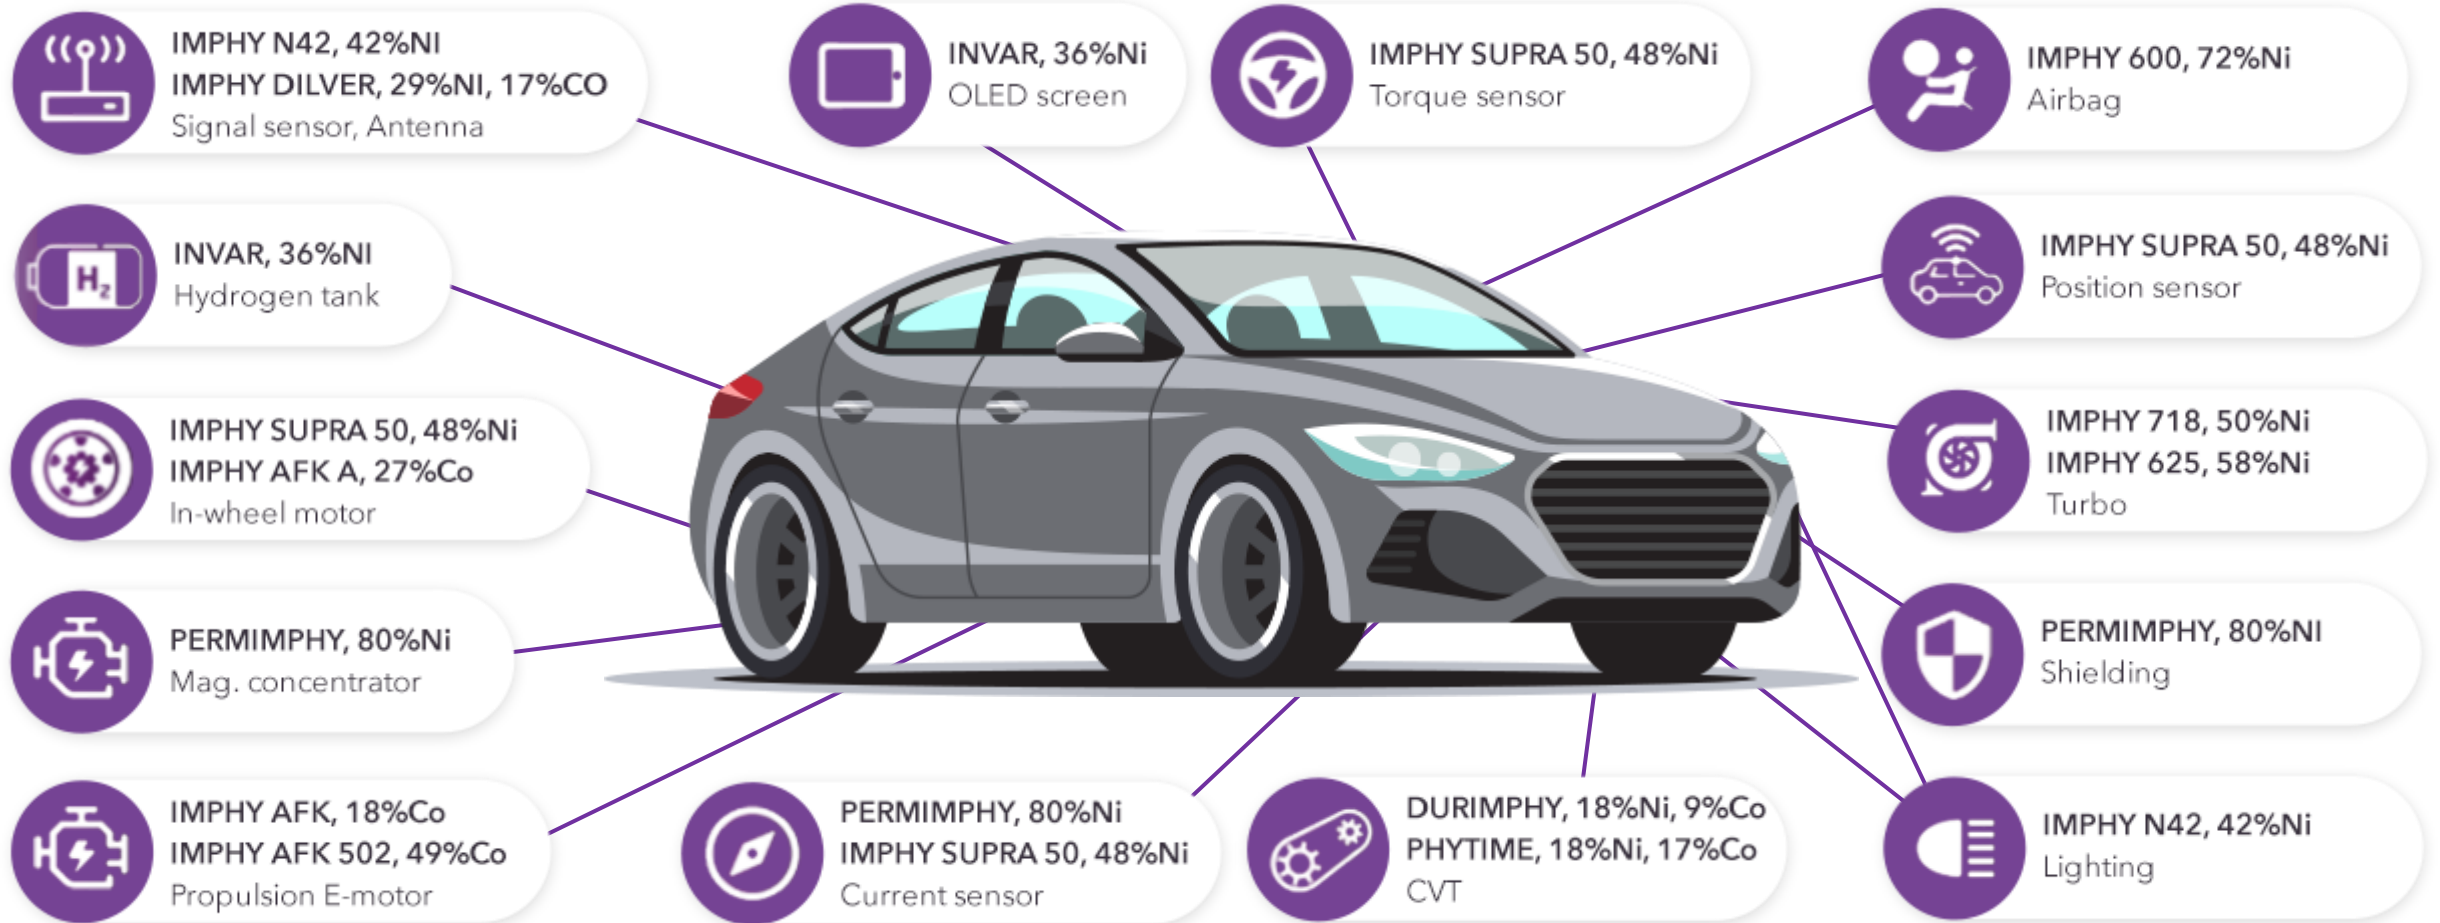 IMPHY N42, 42%NI
IMPHY DILVER, 29%NI, 17%CO
Signal sensor, Antenna
INVAR, 36%Ni
OLED screen
IMPHY SUPRA 50, 48%Ni
Torque sensor
IMPHY 600, 72%Ni
Airbag
INVAR, 36%NI
Hydrogen tank
H2
IMPHY SUPRA 50, 48%Ni
Position sensor
IMPHY SUPRA 50, 48%Ni
IMPHY AFK A, 27%Co
In-wheel motor
IMPHY 718, 50%Ni
IMPHY 625, 58%Ni
Turbo
PERMIMPHY, 80%Ni
Mag. concentrator
PERMIMPHY, 80%NI
Shielding
IMPHY AFK, 18%Co
IMPHY AFK 502, 49%Co
Propulsion E-motor
PERMIMPHY, 80%Ni
IMPHY SUPRA 50, 48%Ni
Current sensor
DURIMPHY, 18%Ni, 9%Co
PHYTIME, 18%Ni, 17%Co
CVT
IMPHY N42, 42%Ni
Lighting